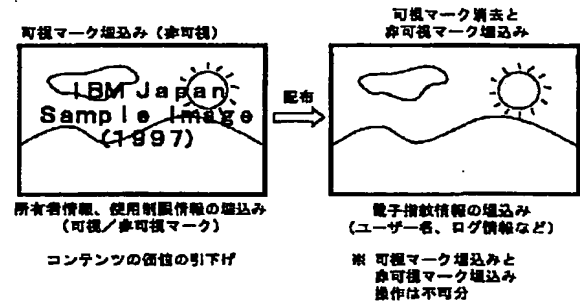 可視マーク埋込み（非可視）
IBM Japan
Sample Image
(1997)
所有者情報、使用制限情報の埋込み
(可視／非可視マーク)
コンテンツの価値の引下げ
配布
可視マーク消去と
非可視マーク埋込み
電子指紋情報の埋込み
(ユーザー名、ログ情報など)
※ 可視マーク埋込みと
非可視マーク埋込み
操作は不可分